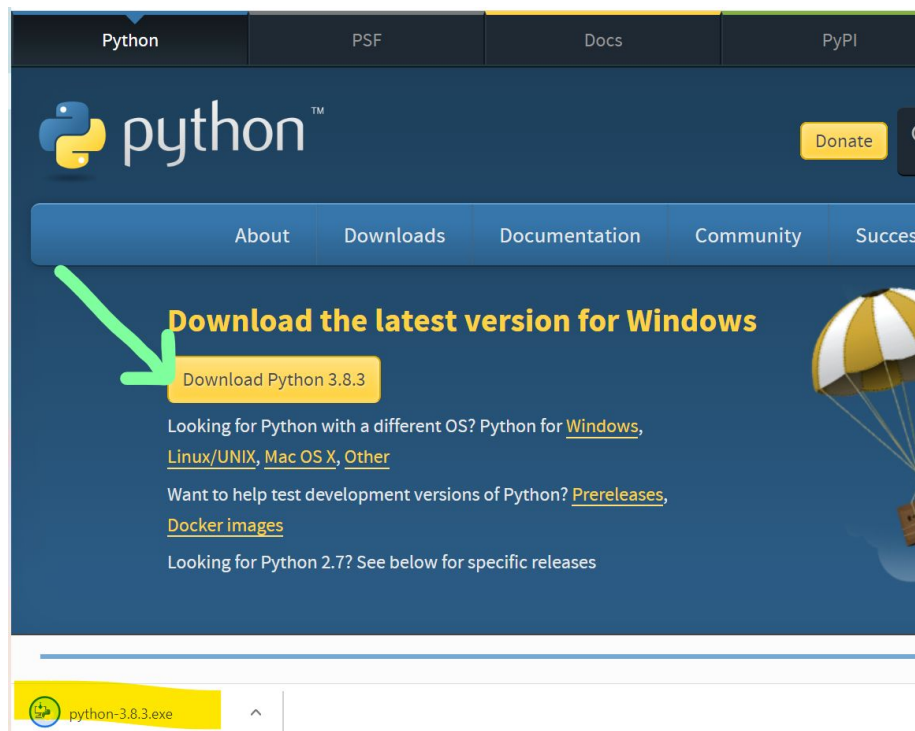 Python PSF Docs PyPI
python™
Donate
About Downloads Documentation Community Succes
Download the latest version for Windows
Download Python 3.8.3
Looking for Python with a different OS? Python for Windows,
Linux/UNIX, Mac OS X, Other
Want to help test development versions of Python? Prereleases,
Docker images
Looking for Python 2.7? See below for specific releases
python-3.8.3.exe